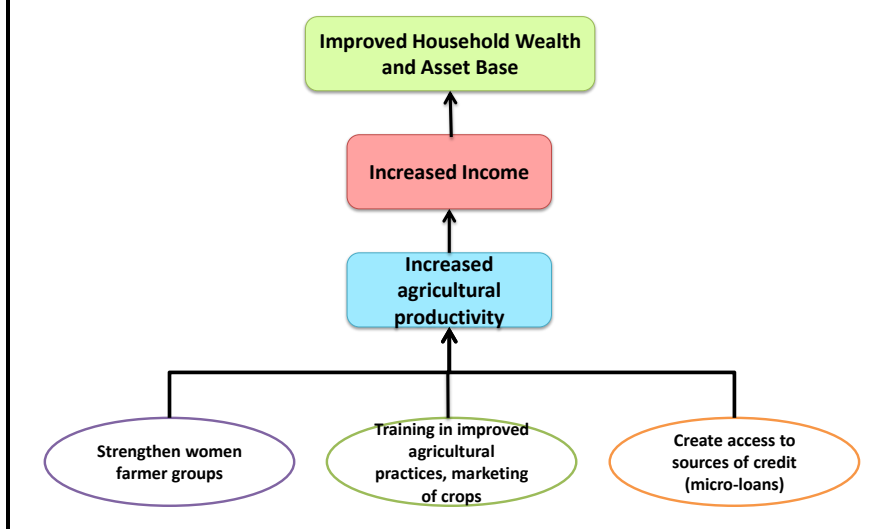 Improved Household Wealth
and Asset Base
Increased Income
Increased
agricultural
productivity
Strengthen women
farmer groups
Training in improved
agricultural
practices, marketing
of crops
Create access to
sources of credit
(micro-loans)